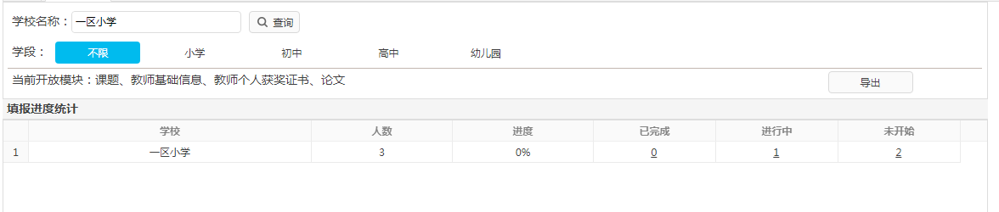 学校名称：一区小学 查询
学段： 不限 小学 初中 高中 幼儿园
当前开放模块：课题、教师基础信息、教师个人获奖证书、论文 导出
填报进度统计
学校 人数 进度 已完成 进行中 未开始
1 一区小学 3 0% 0 1 2